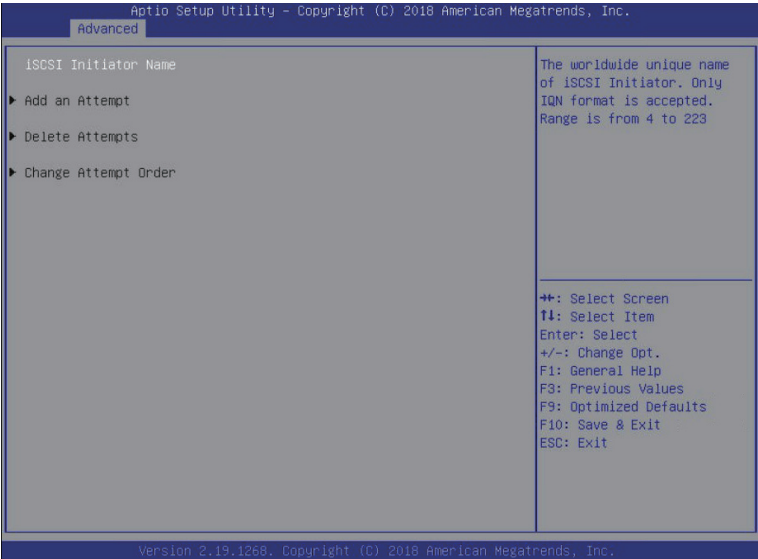 Aptio Setup Utility – Copyright (C) 2018 American Megatrends, Inc.
Advanced
iSCSI Initiator Name
▶ Add an Attempt
▶ Delete Attempts
▶ Change Attempt Order
The worldwide unique name
of iSCSI Initiator. Only
IQN format is accepted.
Range is from 4 to 223
→←: Select Screen
↑↓: Select Item
Enter: Select
+/-: Change Opt.
F1: General Help
F3: Previous Values
F9: Optimized Defaults
F10: Save & Exit
ESC: Exit
Version 2.19.1268. Copyright (C) 2018 American Megatrends, Inc.